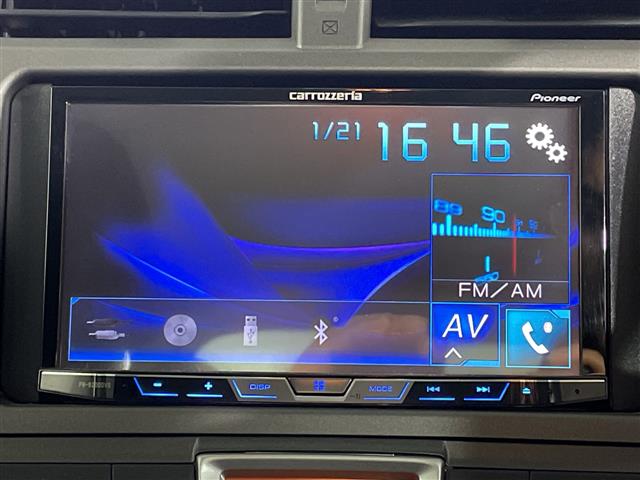 carrozzeria
Pioneer
1/21 16 46
88 90
FM/AM
AV
DISP
MODE